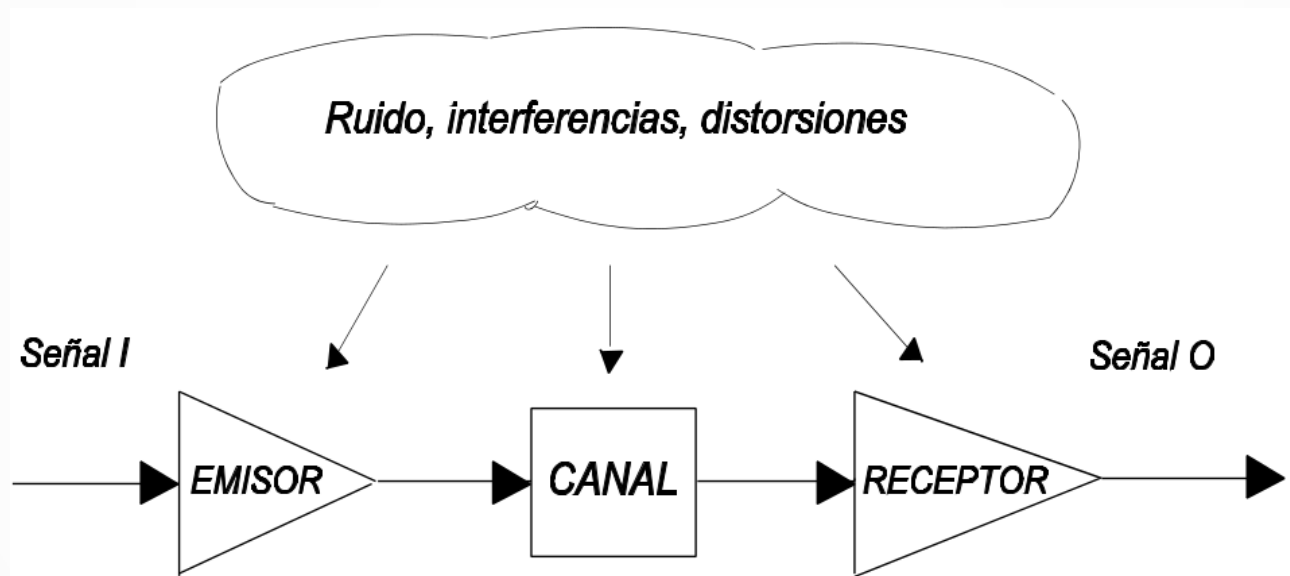 Ruido, interferencias, distorsiones
Señal I
Señal O
EMISOR
CANAL
RECEPTOR